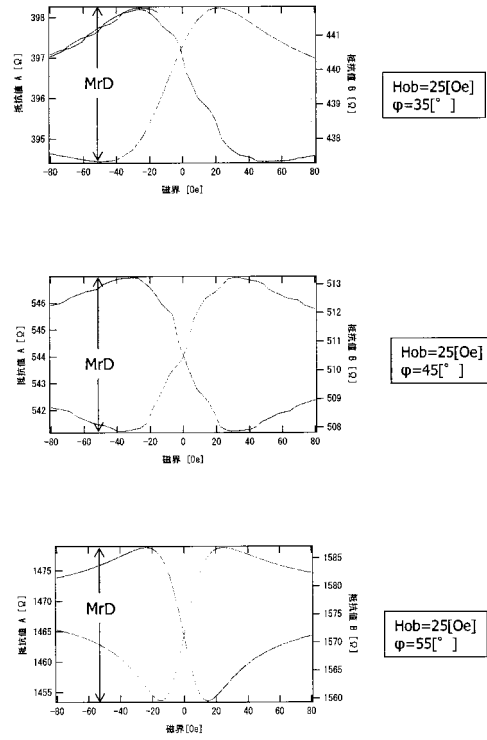 398
397
396
395
抵抗値 A [Ω]
MrD
441
440
439
438
抵抗値 B [Ω]
-80 -60 -40 -20 0 20 40 60 80
磁界 [Oe]
Hob=25[Oe]
φ=35[° ]
546
545
544
543
542
抵抗値 A [Ω]
MrD
513
512
511
510
509
508
抵抗値 B [Ω]
-80 -60 -40 -20 0 20 40 60 80
磁界 [Oe]
Hob=25[Oe]
φ=45[° ]
1475
1470
1465
1460
1455
抵抗値 A [Ω]
MrD
1585
1580
1575
1570
1565
1560
抵抗値 B [Ω]
-80 -60 -40 -20 0 20 40 60 80
磁界[Oe]
Hob=25[Oe]
φ=55[° ]